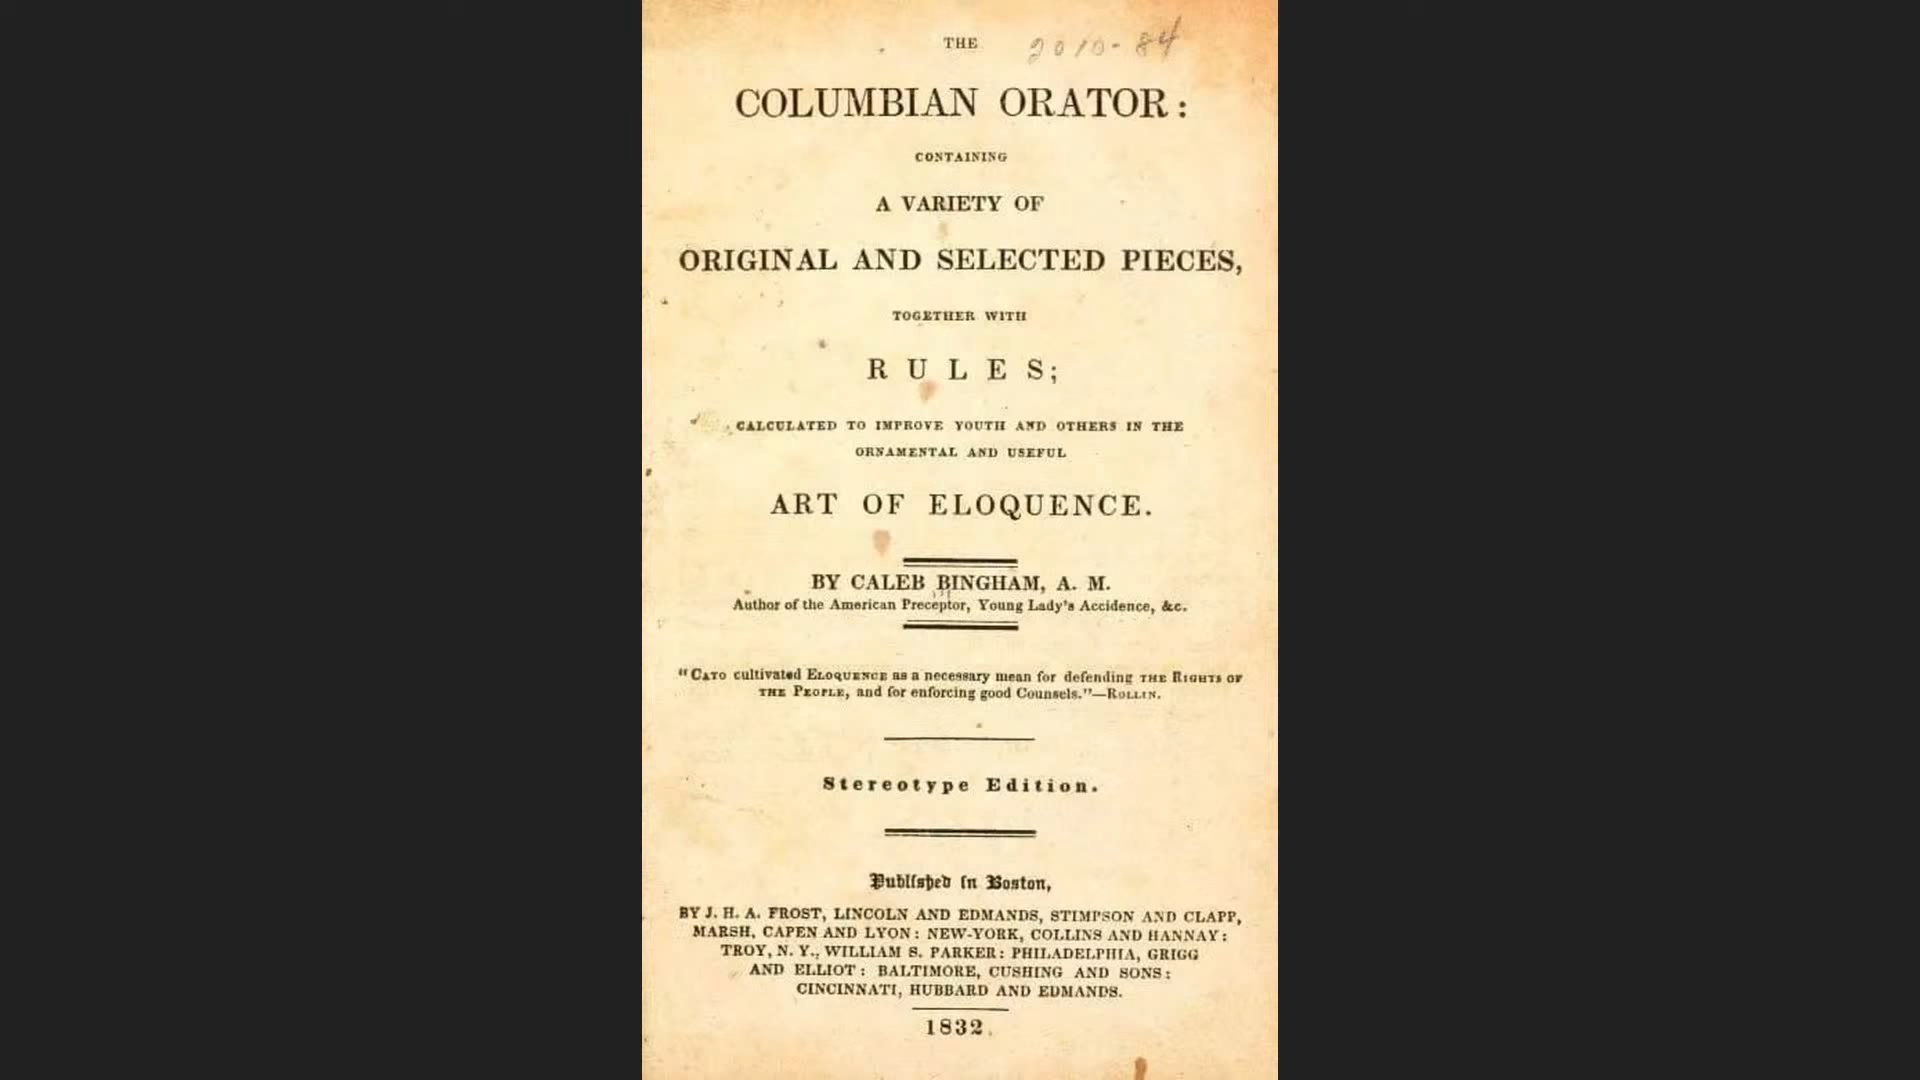 THE 2010-84
COLUMBIAN ORATOR:
CONTAINING
A VARIETY OF
ORIGINAL AND SELECTED PIECES,
TOGETHER WITH
RULES;
CALCULATED TO IMPROVE YOUTH AND OTHERS IN THE
ORNAMENTAL AND USEFUL
ART OF ELOQUENCE.
BY CALEB BINGHAM, A. M.
Author of the American Preceptor, Young Lady's Accidence, &c.
"CATO cultivated ELOQUENCE as a necessary mean for defending THE RIGHTS OF
THE PEOPLE, and for enforcing good Counsels."—ROLLIN.
Stereotype Edition.
Published in Boston,
BY J. H. A. FROST, LINCOLN AND EDMANDS, STIMPSON AND CLAPP,
MARSH, CAPEN AND LYON: NEW-YORK, COLLINS AND HANNAY:
TROY, N. Y., WILLIAM S. PARKER: PHILADELPHIA, GRIGG
AND ELLIOT: BALTIMORE, CUSHING AND SONS:
CINCINNATI, HUBBARD AND EDMANDS.
1832.